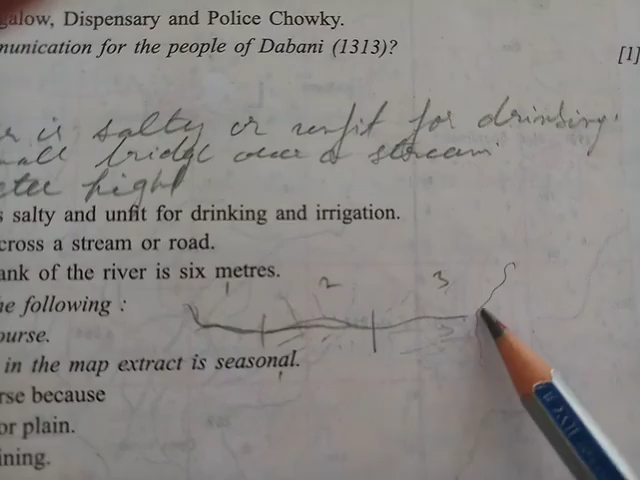 galow, Dispensary and Police Chowky.
munication for the people of Dabani (1313)?
[1]
r is salty or unfit for drinking.
mall bridge over a stream
hight
s salty and unfit for drinking and irrigation.
cross a stream or road.
ank of the river is six metres.
he following :
1 2 3
ourse.
in the map extract is seasonal.
rse because
or plain.
ining.